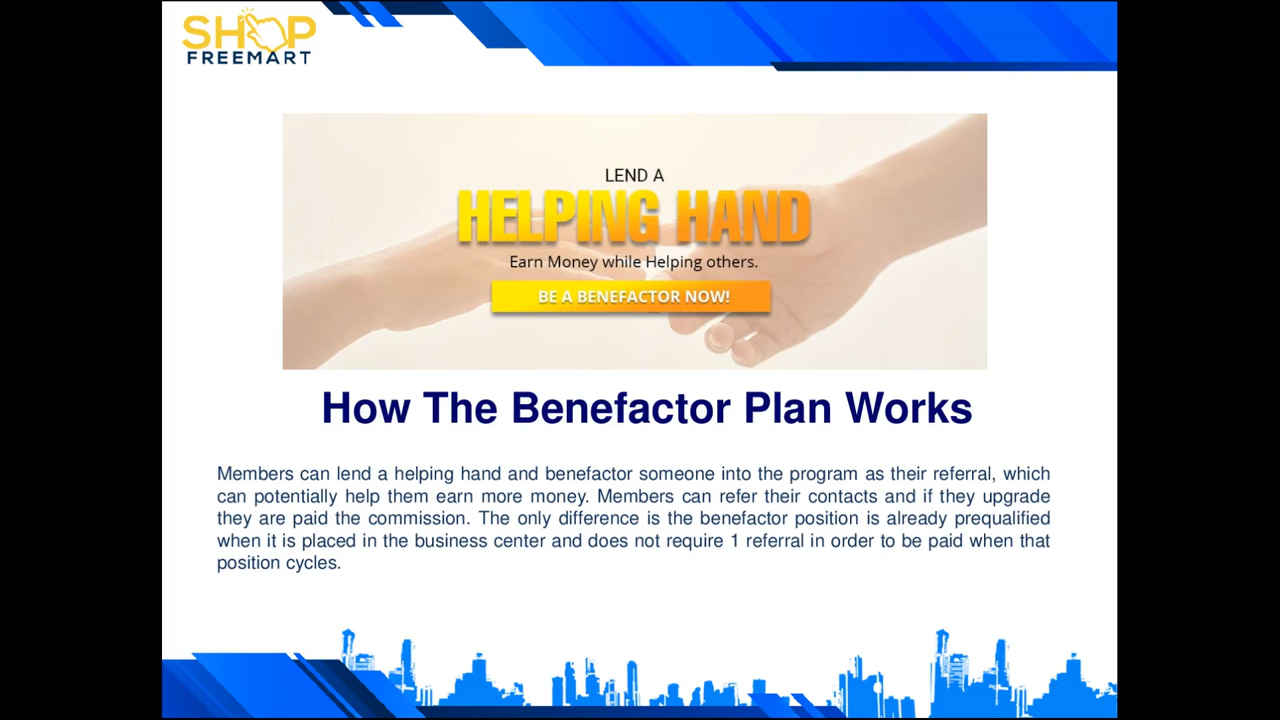 SHOP
FREEMART
LEND A
HELPING HAND
Earn Money while Helping others.
BE A BENEFACTOR NOW!
How The Benefactor Plan Works
Members can lend a helping hand and benefactor someone into the program as their referral, which
can potentially help them earn more money. Members can refer their contacts and if they upgrade
they are paid the commission. The only difference is the benefactor position is already prequalified
when it is placed in the business center and does not require 1 referral in order to be paid when that
position cycles.